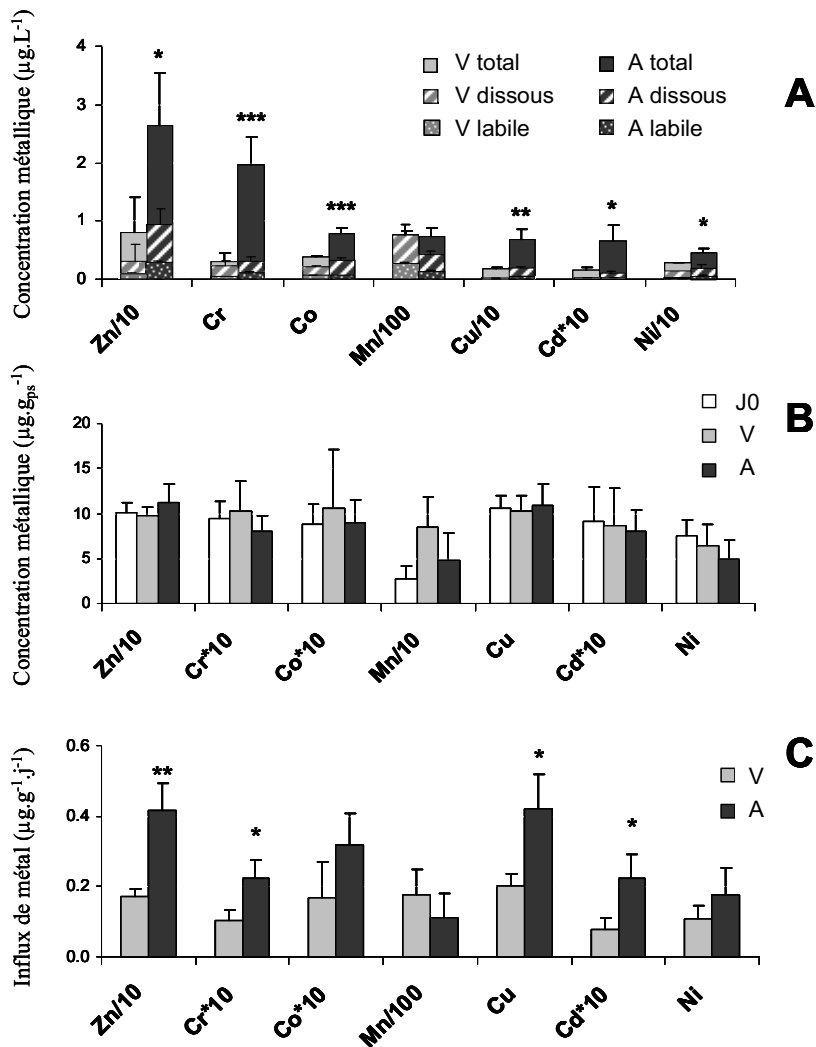 Concentration métallique (µg.L⁻¹)
4
3
2
1
0
V total
A total
V dissous
A dissous
V labile
A labile
A
*
***
***
**
*
*
Zn/10
Cr
Co
Mn/100
Cu/10
Cd*10
Ni/10
Concentration métallique (µg.gps⁻¹)
20
15
10
5
0
J0
V
A
B
Zn/10
Cr*10
Co*10
Mn/10
Cu
Cd*10
Ni
Influx de métal (µg.g⁻¹.j⁻¹)
0.6
0.4
0.2
0.0
V
A
C
**
*
*
*
Zn/10
Cr*10
Co*10
Mn/100
Cu
Cd*10
Ni